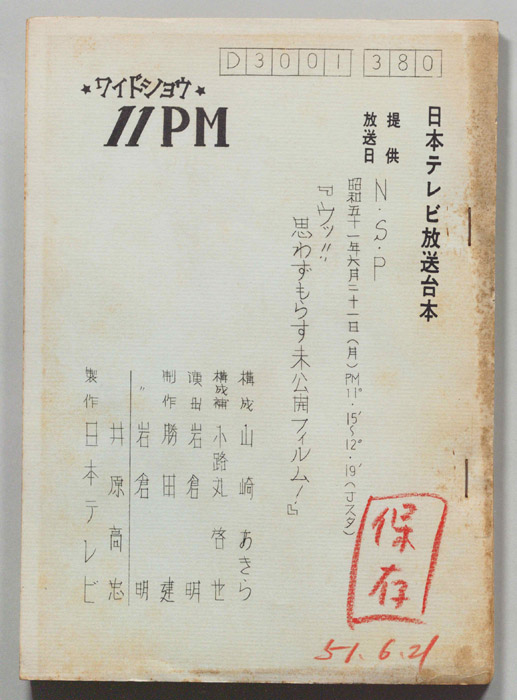 D3001 380
日本テレビ放送台本
★ワイドショウ★
11PM
提供 N・S・P
放送日 昭和五十一年六月二十一日(月)PM11°・15′〜12°・19′(Jスタ)
『ウッ!!
思わずもらす未公開フィルム!』
構成 山崎あきら
構成補 小路丸啓也
演出 岩倉明
制作 勝田建
〃 岩倉明
井原高忠
製作 日本テレビ
保存
51.6.21